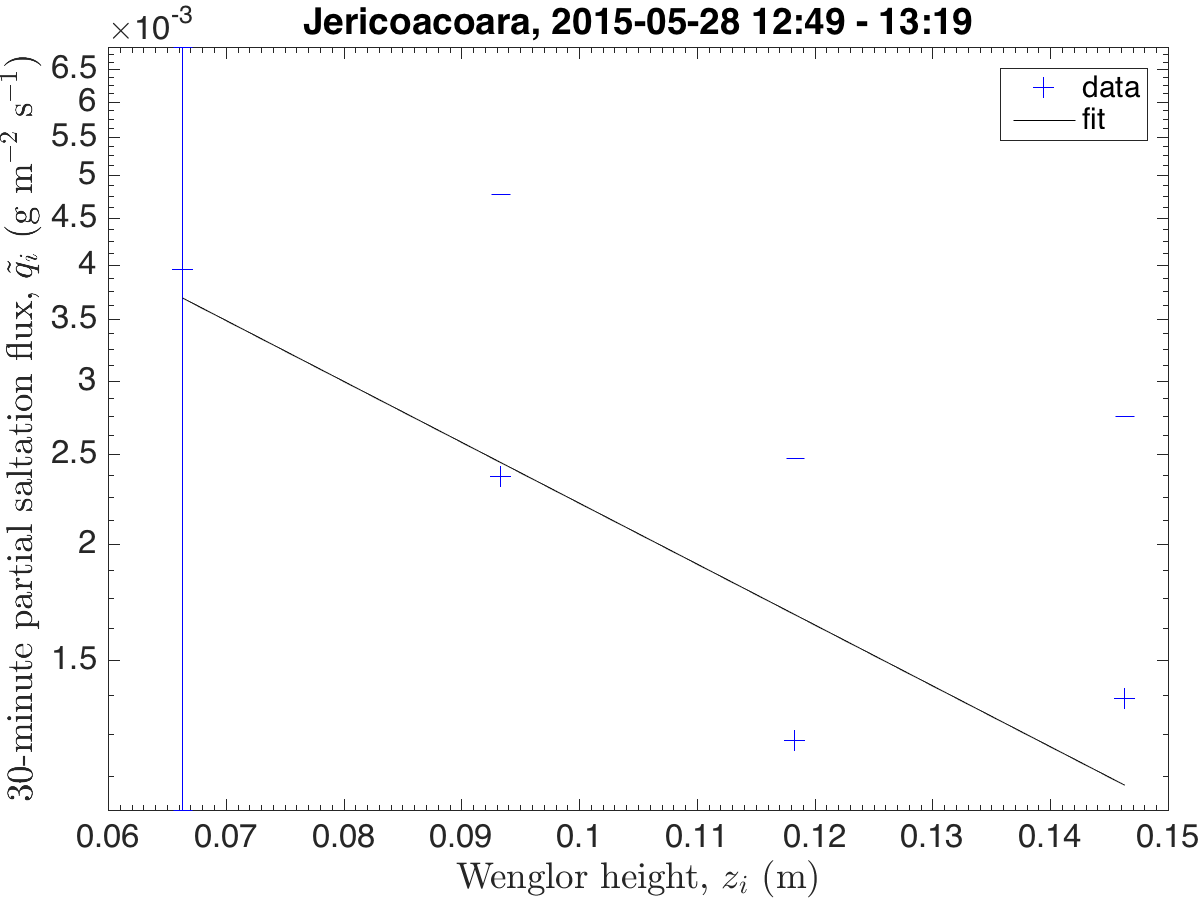 Jericoacoara, 2015-05-28 12:49 - 13:19
×10⁻³
6.5
6
5.5
5
4.5
4
3.5
3
2.5
2
1.5
30-minute partial saltation flux, q̃ᵢ (g m⁻² s⁻¹)
data
fit
0.06 0.07 0.08 0.09 0.1 0.11 0.12 0.13 0.14 0.15
Wenglor height, zᵢ (m)